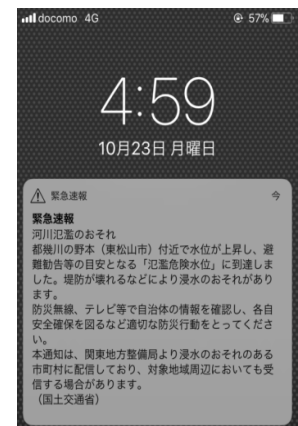 docomo 4G 57%
4:59
10月23日 月曜日
緊急速報 今
緊急速報
河川氾濫のおそれ
都幾川の野本（東松山市）付近で水位が上昇し、避
難勧告等の目安となる「氾濫危険水位」に到達しま
した。堤防が壊れるなどにより浸水のおそれがあり
ます。
防災無線、テレビ等で自治体の情報を確認し、各自
安全確保を図るなど適切な防災行動をとってくださ
い。
本通知は、関東地方整備局より浸水のおそれのある
市町村に配信しており、対象地域周辺においても受
信する場合があります。
（国土交通省）